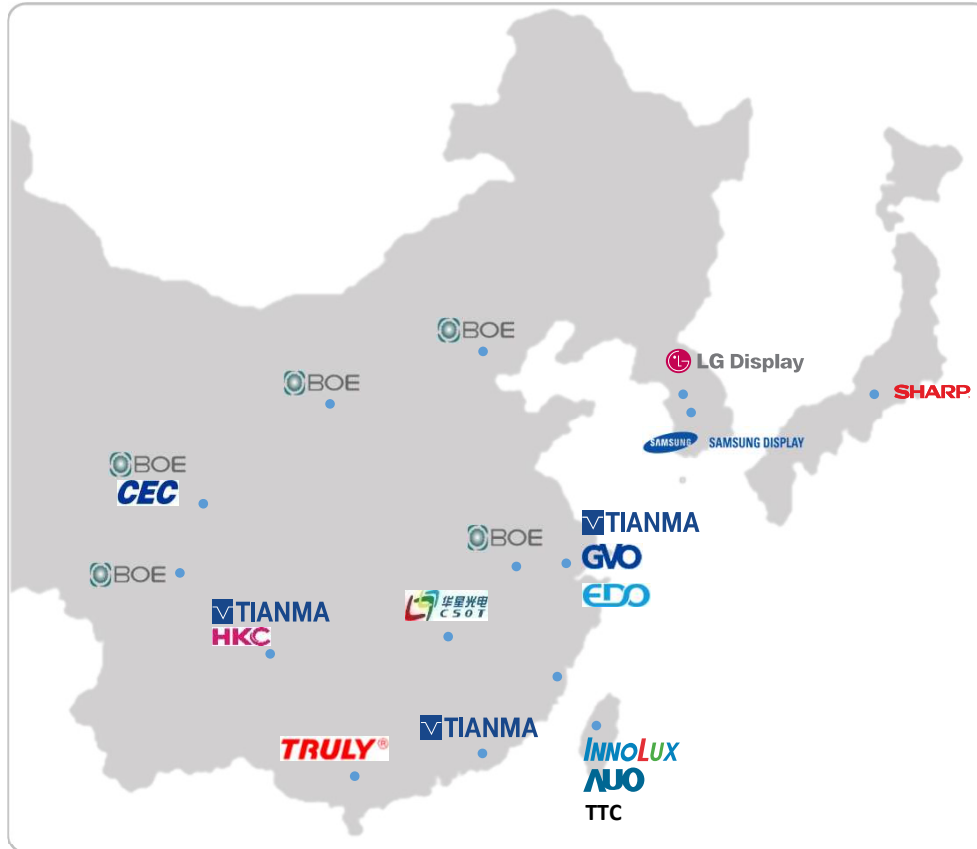 BOE
BOE
LG Display
SHARP
SAMSUNG SAMSUNG DISPLAY
BOE
CEC
TIANMA
BOE
GVO
BOE
EDO
华星光电
CSOT
TIANMA
HKC
TIANMA
TRULY®
INNOLUX
AUO
TTC